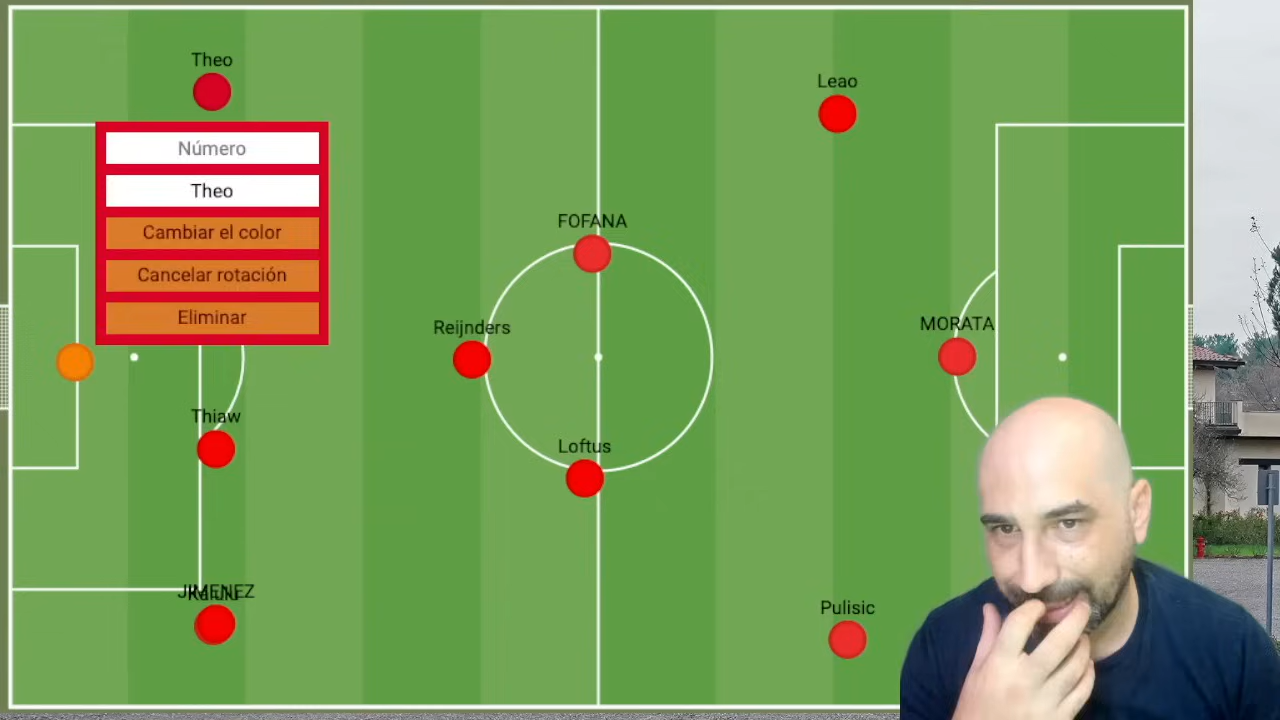 Theo
Leao
Número
Theo
Cambiar el color
Cancelar rotación
Eliminar
FOFANA
Reijnders
MORATA
Thiaw
Loftus
JIMENEZ
Pulisic